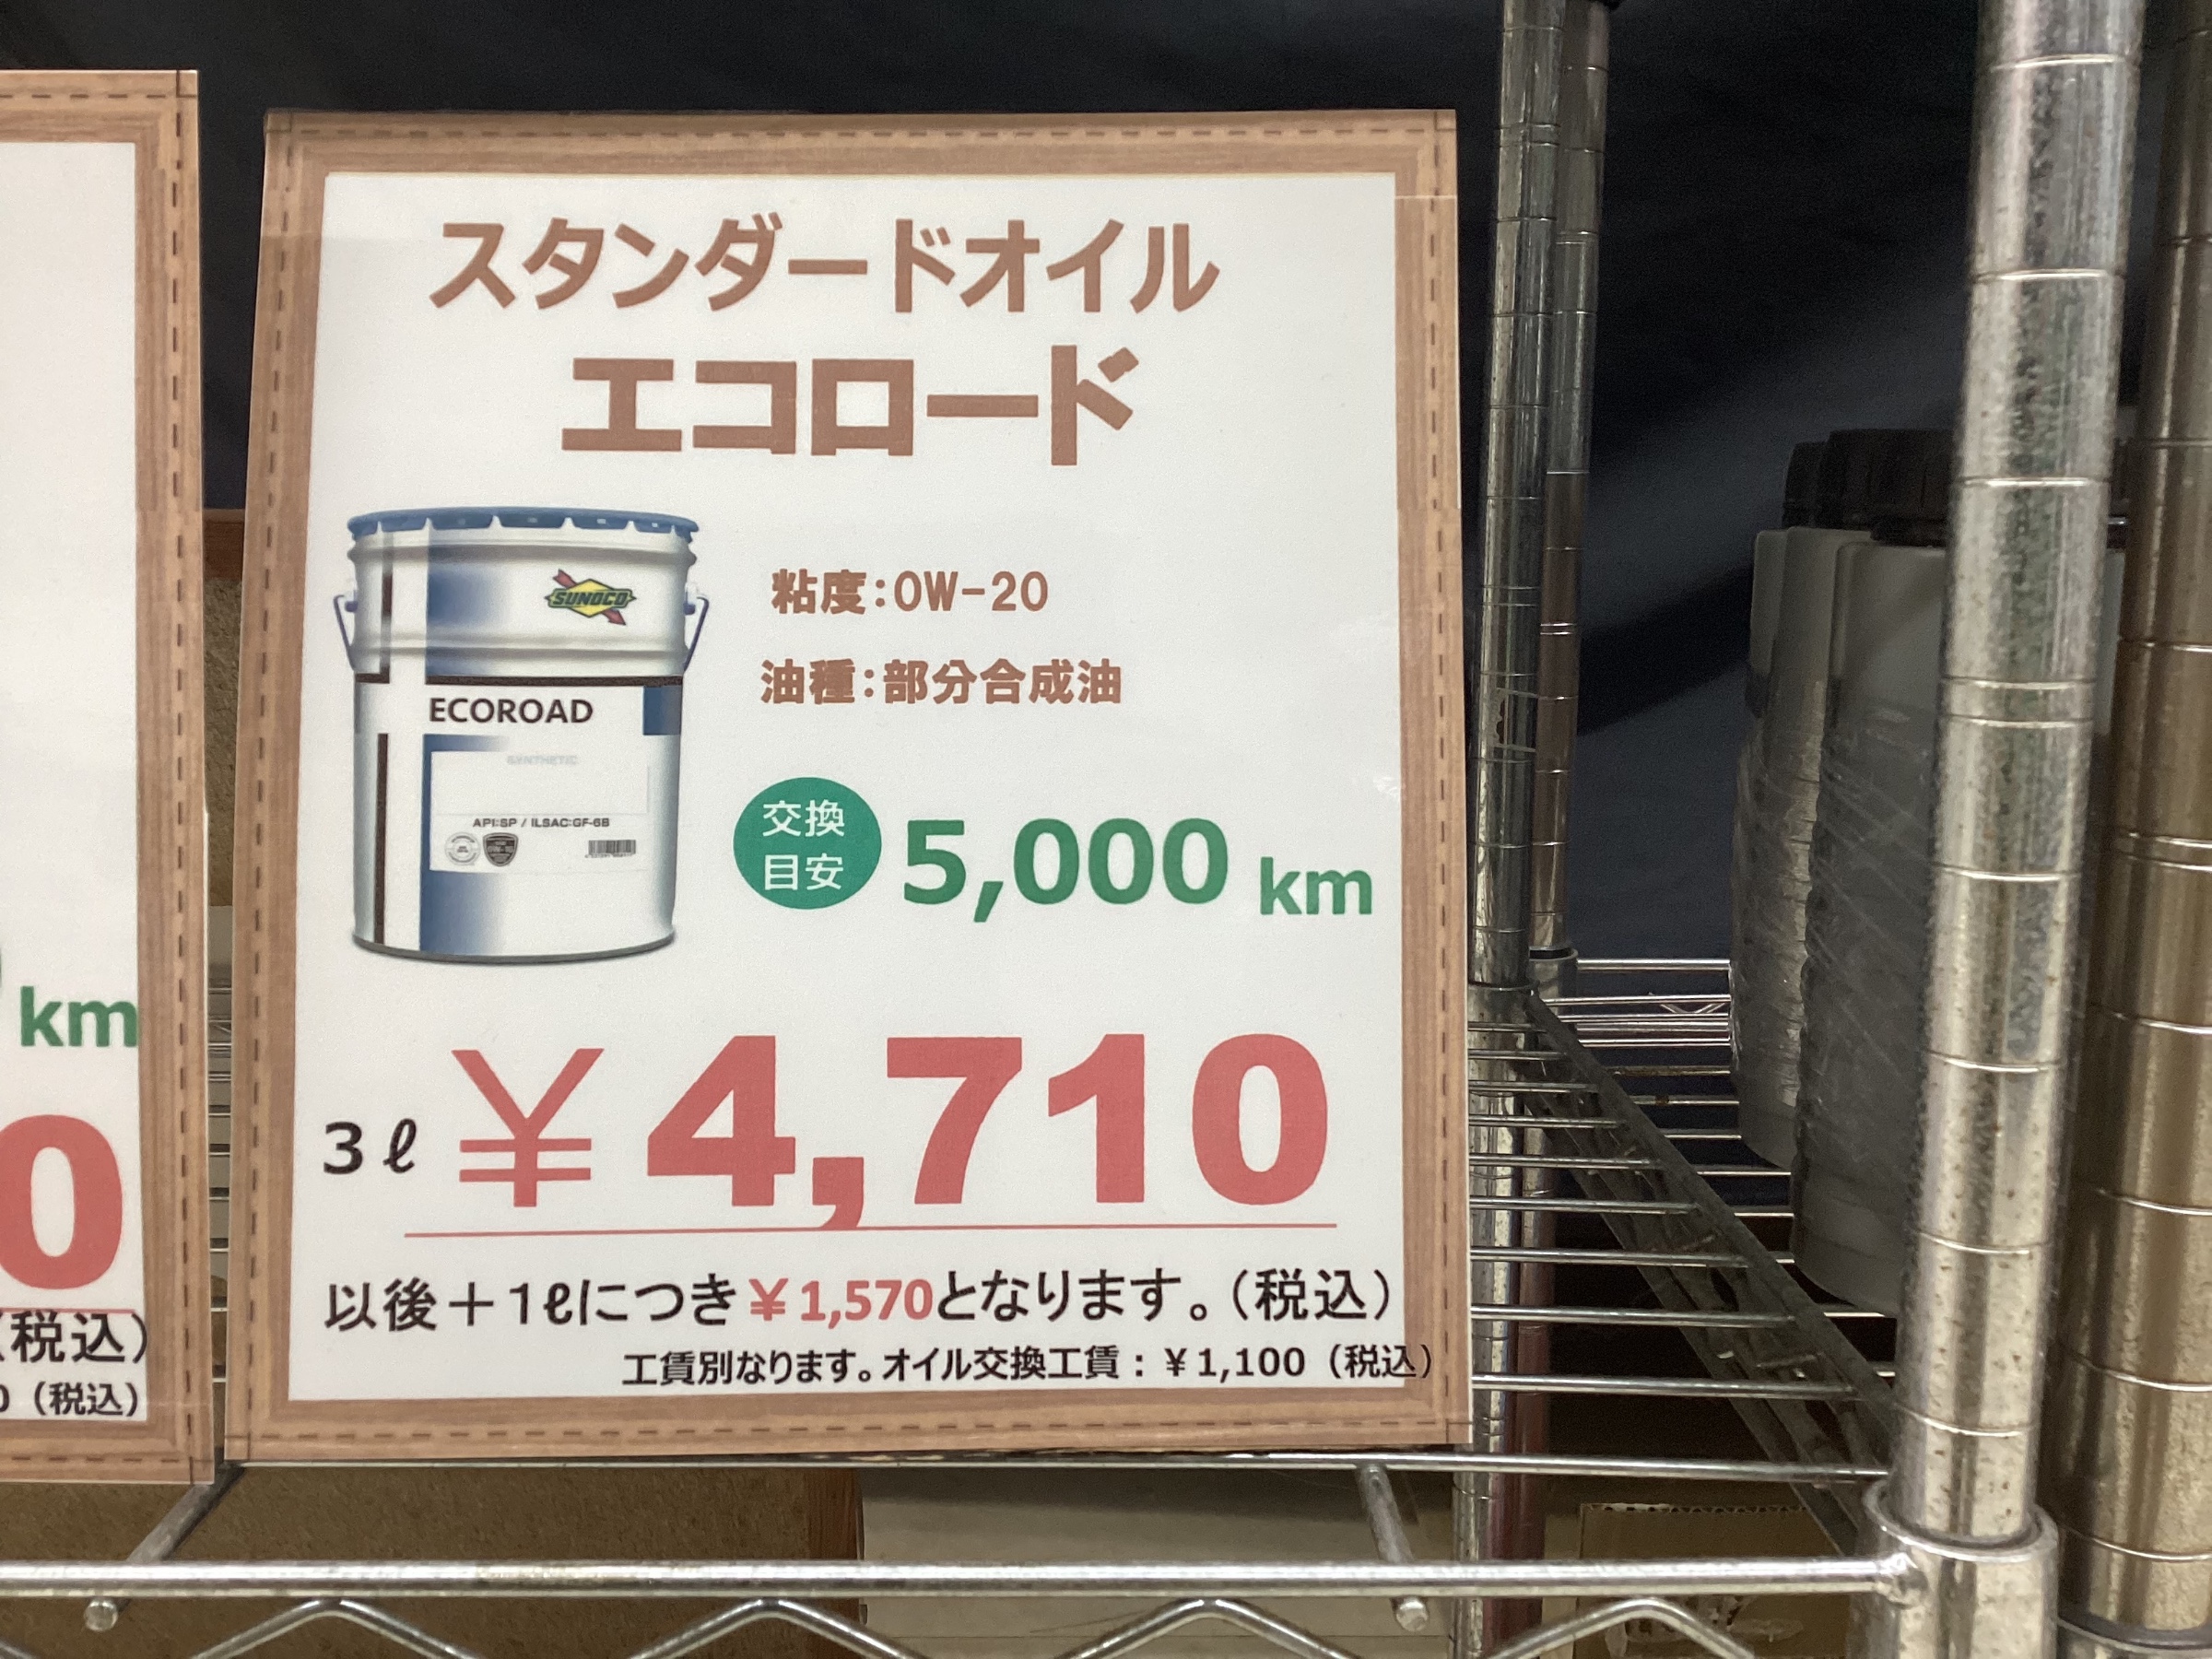 スタンダードオイル
エコロード
SUNOCO
ECOROAD
SYNTHETIC
API:SP / ILSAC:GF-6B
粘度:0W-20
油種:部分合成油
交換
目安
5,000 km
3ℓ ¥4,710
以後+1ℓにつき¥1,570となります。(税込)
工賃別なります。オイル交換工賃:¥1,100(税込)
km
0
(税込)
0(税込)